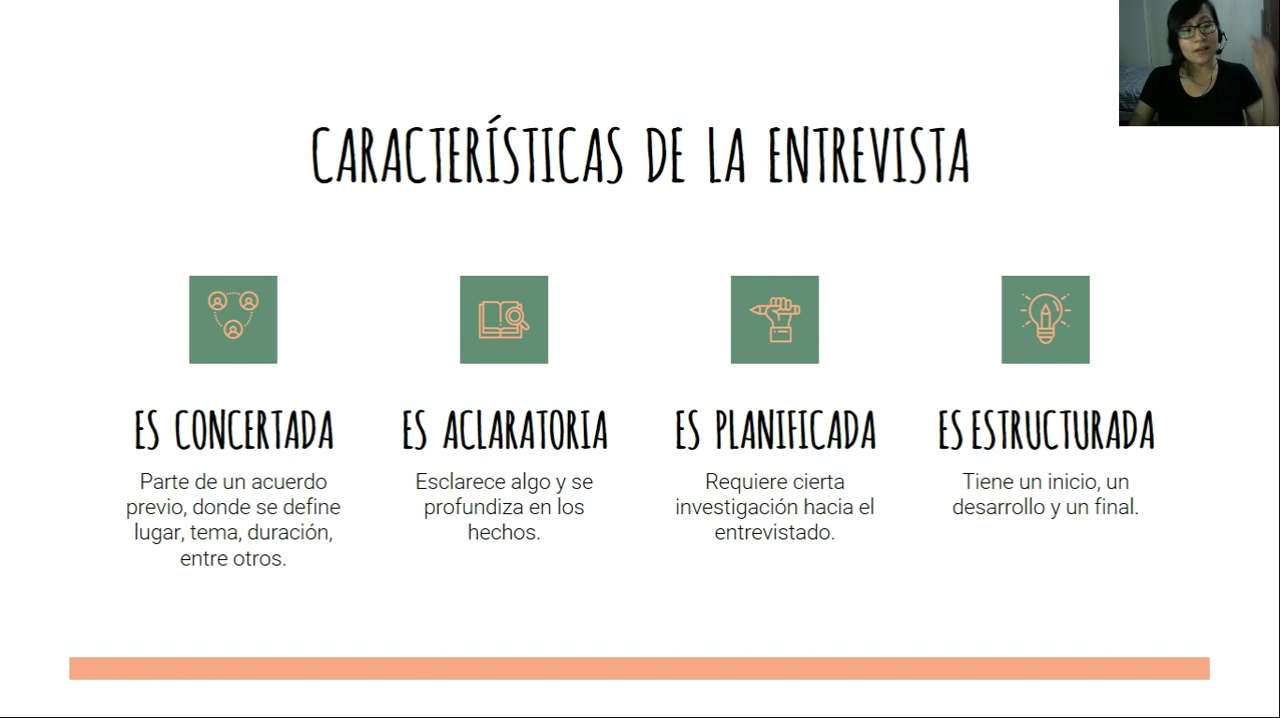 CARACTERÍSTICAS DE LA ENTREVISTA
ES CONCERTADA
Parte de un acuerdo
previo, donde se define
lugar, tema, duración,
entre otros.
ES ACLARATORIA
Esclarece algo y se
profundiza en los
hechos.
ES PLANIFICADA
Requiere cierta
investigación hacia el
entrevistado.
ES ESTRUCTURADA
Tiene un inicio, un
desarrollo y un final.